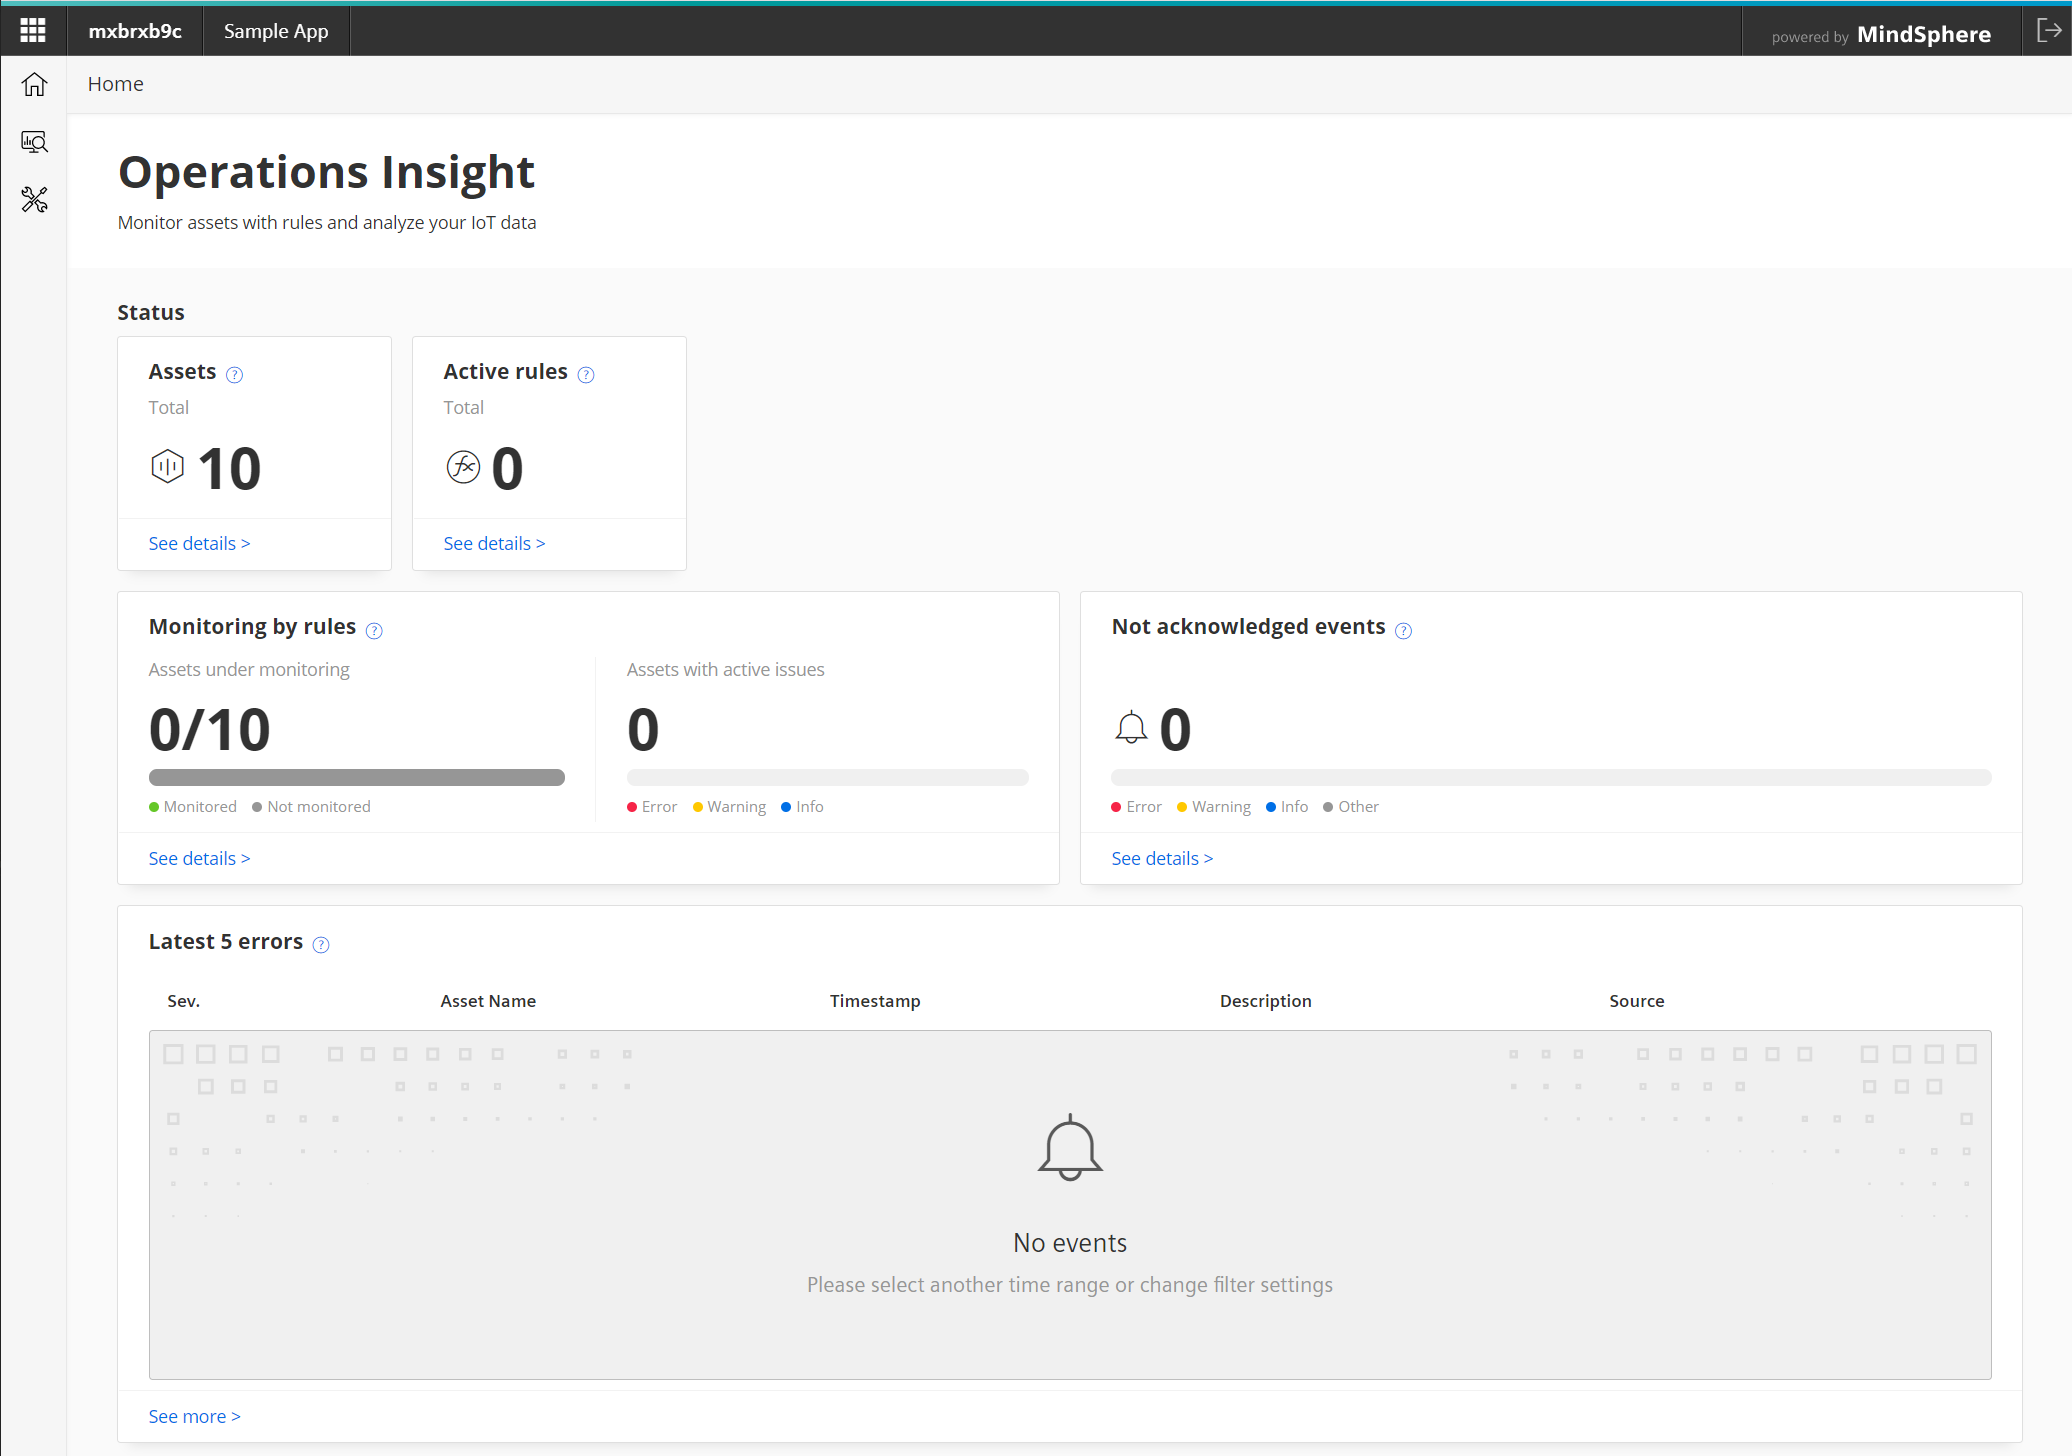 mxbrxb9c Sample App powered by MindSphere
Home
Operations Insight
Monitor assets with rules and analyze your IoT data
Status
Assets ?
Total
10
See details >
Active rules ?
Total
fx 0
See details >
Monitoring by rules ?
Assets under monitoring
0/10
Monitored Not monitored
Assets with active issues
0
Error Warning Info
See details >
Not acknowledged events ?
0
Error Warning Info Other
See details >
Latest 5 errors ?
Sev. Asset Name Timestamp Description Source
No events
Please select another time range or change filter settings
See more >